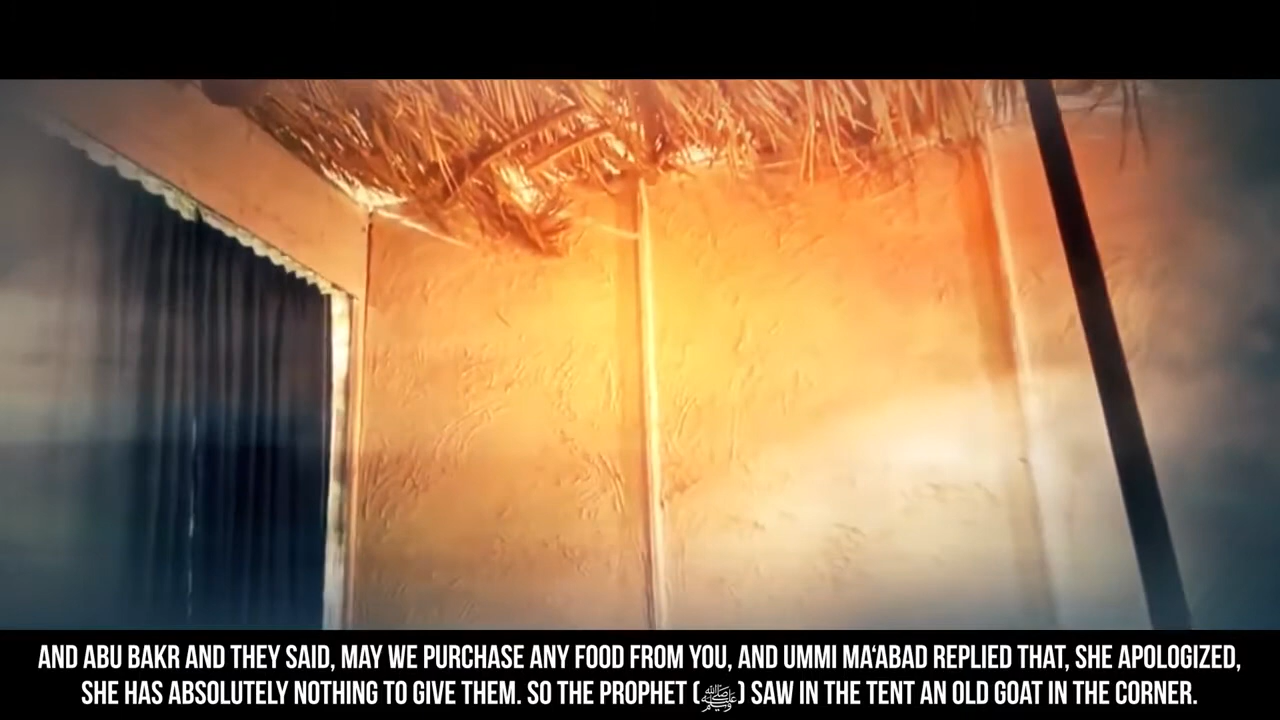 AND ABU BAKR AND THEY SAID, MAY WE PURCHASE ANY FOOD FROM YOU, AND UMMI MA‘ABAD REPLIED THAT, SHE APOLOGIZED,
SHE HAS ABSOLUTELY NOTHING TO GIVE THEM. SO THE PROPHET (ﷺ) SAW IN THE TENT AN OLD GOAT IN THE CORNER.